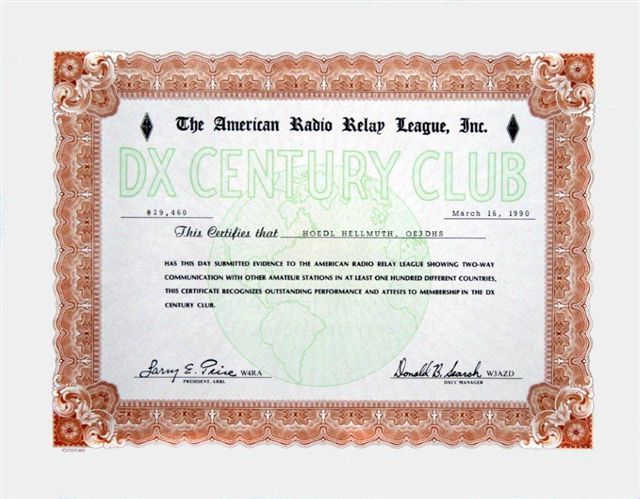 The American Radio Relay League, Inc.
DX CENTURY CLUB
#29,460
March 16, 1990
This Certifies that HOEDL HELLMUTH, OE3DHS
HAS THIS DAY SUBMITTED EVIDENCE TO THE AMERICAN RADIO RELAY LEAGUE SHOWING TWO-WAY
COMMUNICATION WITH OTHER AMATEUR STATIONS IN AT LEAST ONE HUNDRED DIFFERENT COUNTRIES,
THIS CERTIFICATE RECOGNIZES OUTSTANDING PERFORMANCE AND ATTESTS TO MEMBERSHIP IN THE DX
CENTURY CLUB.
Larry E. Price W4RA
PRESIDENT, ARRL
Donald B. Search W3AZD
DXCC MANAGER